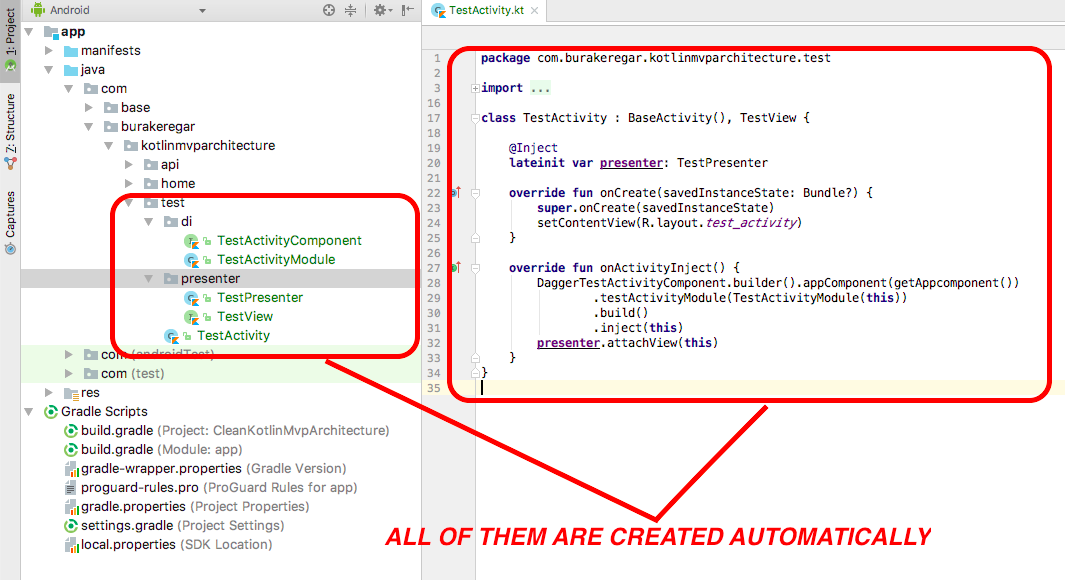 Android
TestActivity.kt
1: Project
Z: Structure
Captures
app
manifests
java
com
base
burakeregar
kotlinmvparchitecture
api
home
test
di
TestActivityComponent
TestActivityModule
presenter
TestPresenter
TestView
TestActivity
com (androidTest)
com (test)
res
Gradle Scripts
build.gradle (Project: CleanKotlinMvpArchitecture)
build.gradle (Module: app)
gradle-wrapper.properties (Gradle Version)
proguard-rules.pro (ProGuard Rules for app)
gradle.properties (Project Properties)
settings.gradle (Project Settings)
local.properties (SDK Location)
1 package com.burakeregar.kotlinmvparchitecture.test
2
3 import ...
16
17 class TestActivity : BaseActivity(), TestView {
18
19 @Inject
20 lateinit var presenter: TestPresenter
21
22 override fun onCreate(savedInstanceState: Bundle?) {
23 super.onCreate(savedInstanceState)
24 setContentView(R.layout.test_activity)
25 }
26
27 override fun onActivityInject() {
28 DaggerTestActivityComponent.builder().appComponent(getAppcomponent())
29 .testActivityModule(TestActivityModule(this))
30 .build()
31 .inject(this)
32 presenter.attachView(this)
33 }
34 }
35
ALL OF THEM ARE CREATED AUTOMATICALLY